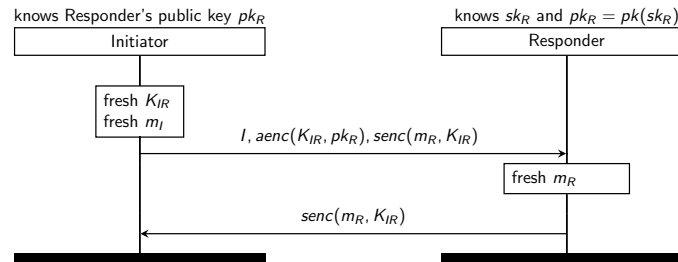 knows Responder's public key pk_R
knows sk_R and pk_R = pk(sk_R)
Initiator
Responder
fresh K_IR
fresh m_I
I, aenc(K_IR, pk_R), senc(m_R, K_IR)
fresh m_R
senc(m_R, K_IR)